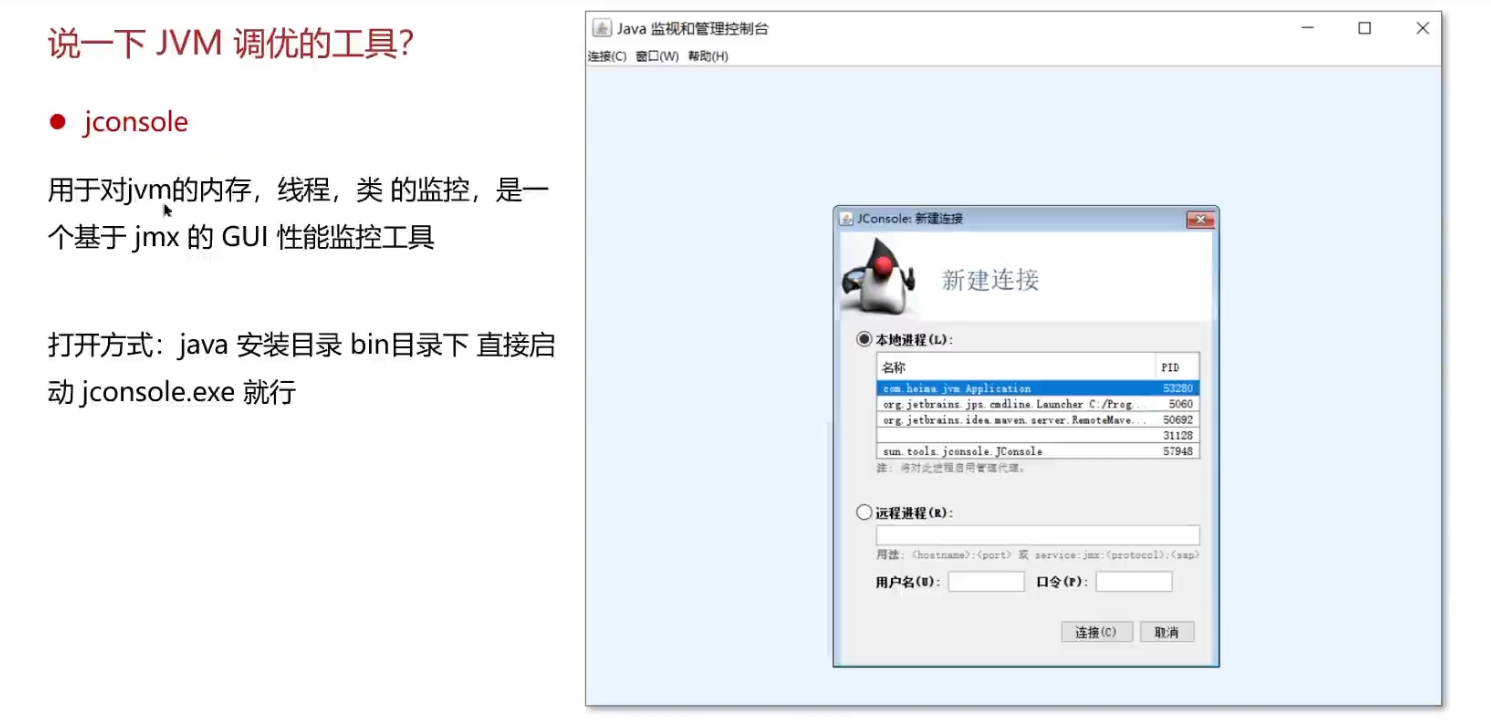 说一下 JVM 调优的工具?
jconsole
用于对jvm的内存，线程，类 的监控，是一
个基于 jmx 的 GUI 性能监控工具
打开方式：java 安装目录 bin目录下 直接启
动 jconsole.exe 就行
Java 监视和管理控制台
连接(C) 窗口(W) 帮助(H)
JConsole: 新建连接
新建连接
本地进程(L):
名称 PID
com.heima.jvm.Application 53280
org.jetbrains.jps.cmdline.Launcher C:/Prog... 5060
org.jetbrains.idea.maven.server.RemoteMave... 50692
31128
sun.tools.jconsole.JConsole 57948
注: 将对此进程启用管理代理。
远程进程(R):
用法: <hostname>:<port> 或 service:jmx:<protocol>:<sap>
用户名(U): 口令(P):
连接(C) 取消